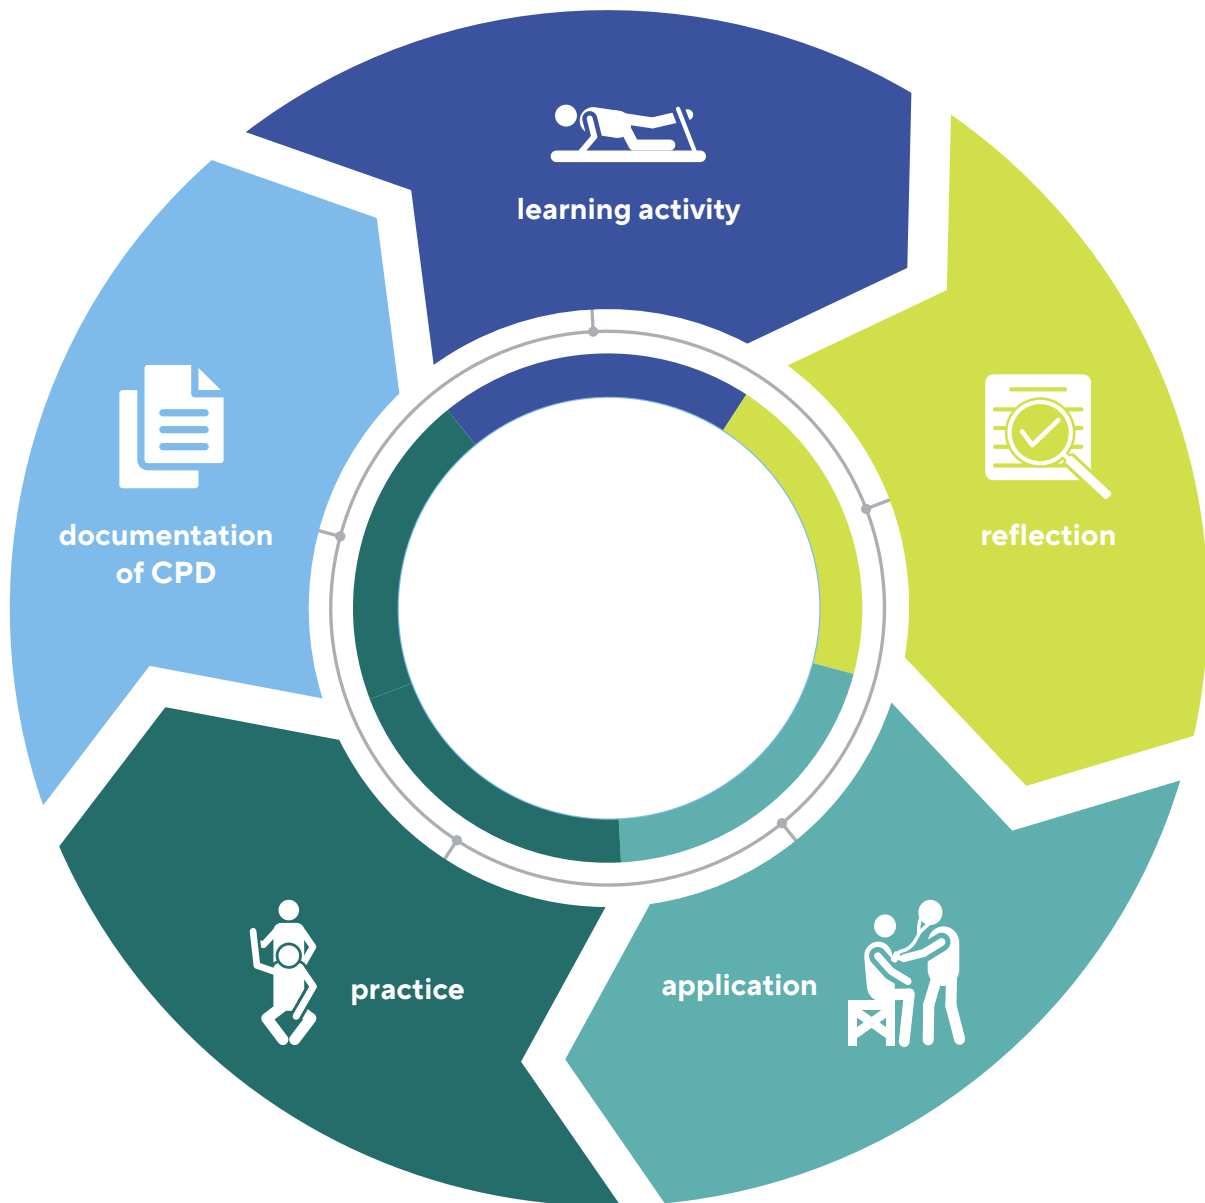 learning activity
reflection
application
practice
documentation
of CPD